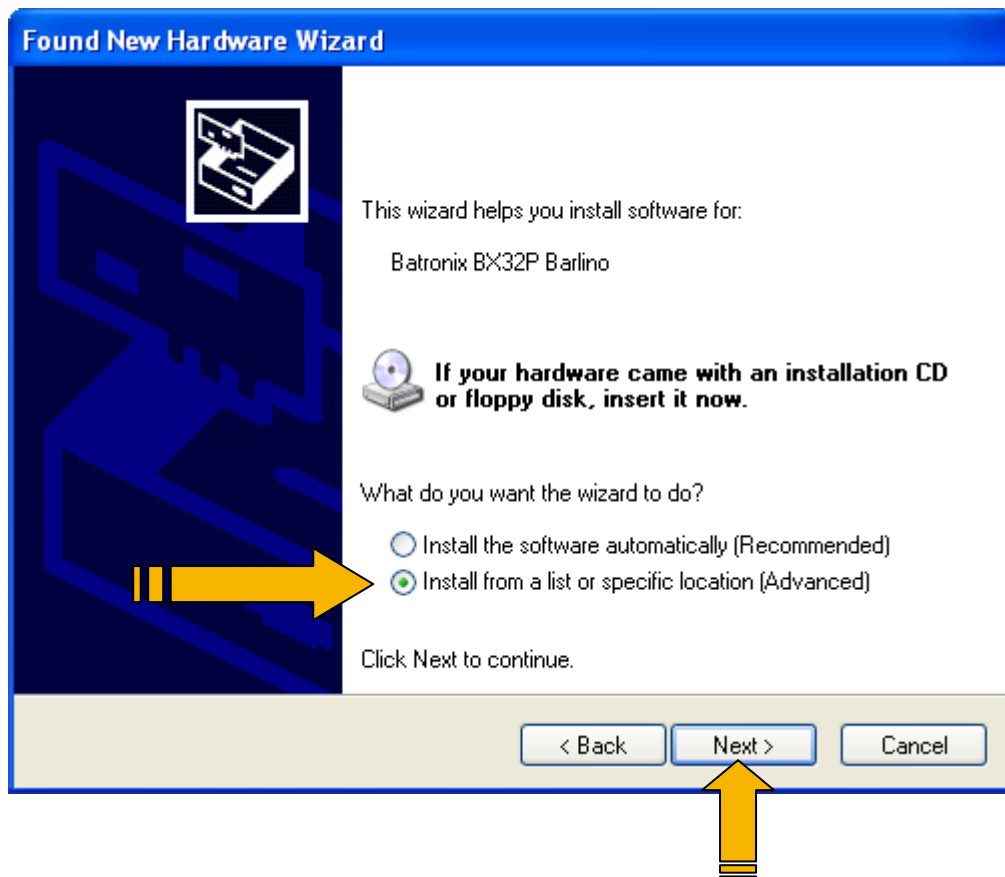 Found New Hardware Wizard
This wizard helps you install software for:
Batronix BX32P Barlino
If your hardware came with an installation CD
or floppy disk, insert it now.
What do you want the wizard to do?
Install the software automatically (Recommended)
Install from a list or specific location (Advanced)
Click Next to continue.
< Back
Next >
Cancel